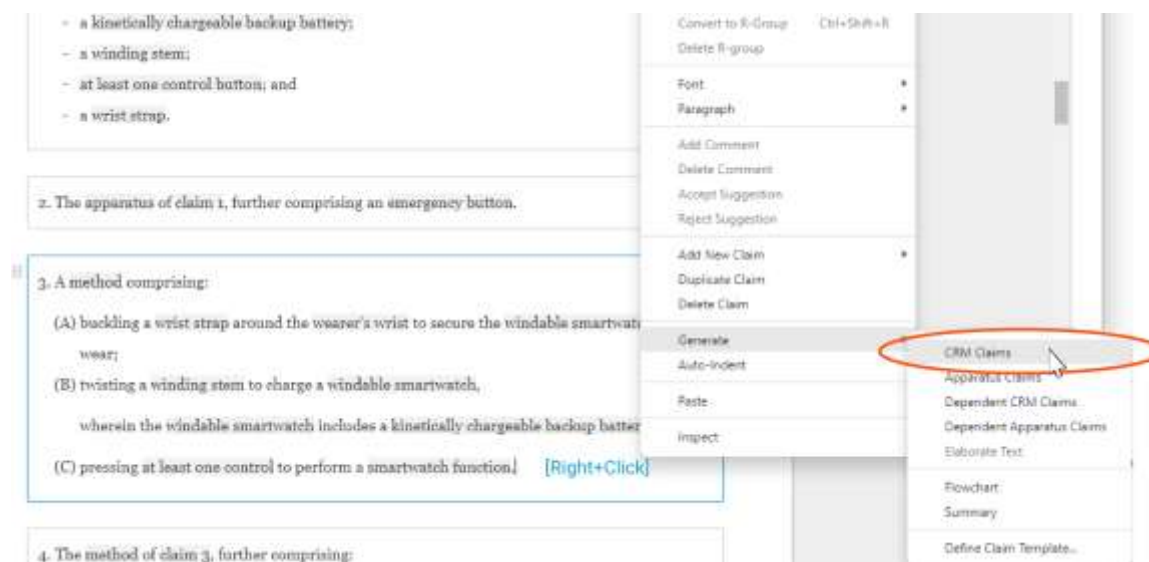 - a kinetically chargeable backup battery;
- a winding stem;
- at least one control button; and
- a wrist strap.
2. The apparatus of claim 1, further comprising an emergency button.
3. A method comprising:
(A) buckling a wrist strap around the wearer's wrist to secure the windable smartwat
wear;
(B) twisting a winding stem to charge a windable smartwatch,
wherein the windable smartwatch includes a kinetically chargeable backup batter
(C) pressing at least one control to perform a smartwatch function.
[Right+Click]
4. The method of claim 3, further comprising:
Convert to R-Group Ctrl+Shift+R
Delete R-group
Font
Paragraph
Add Comment
Delete Comment
Accept Suggestion
Reject Suggestion
Add New Claim
Duplicate Claim
Delete Claim
Generate
Auto-Indent
Paste
Inspect
CRM Claims
Apparatus Claims
Dependent CRM Claims
Dependent Apparatus Claims
Elaborate Text
Flowchart
Summary
Define Claim Template...